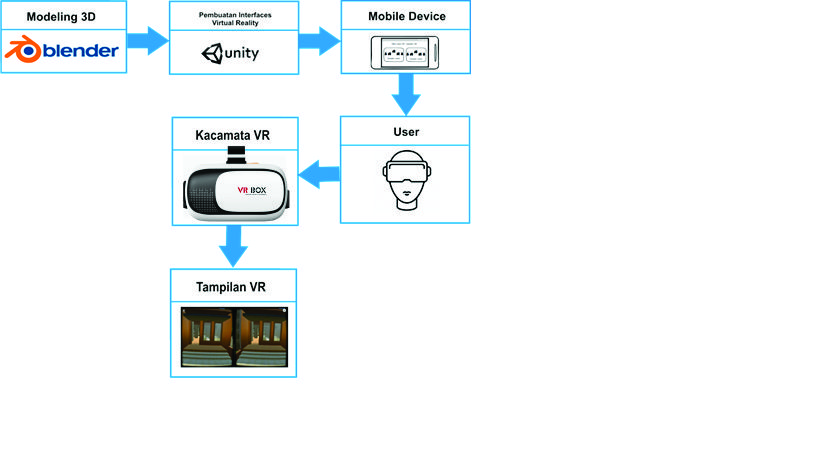 Modeling 3D
blender
Pembuatan Interfaces
Virtual Reality
unity
Mobile Device
User
Kacamata VR
VR BOX
Tampilan VR